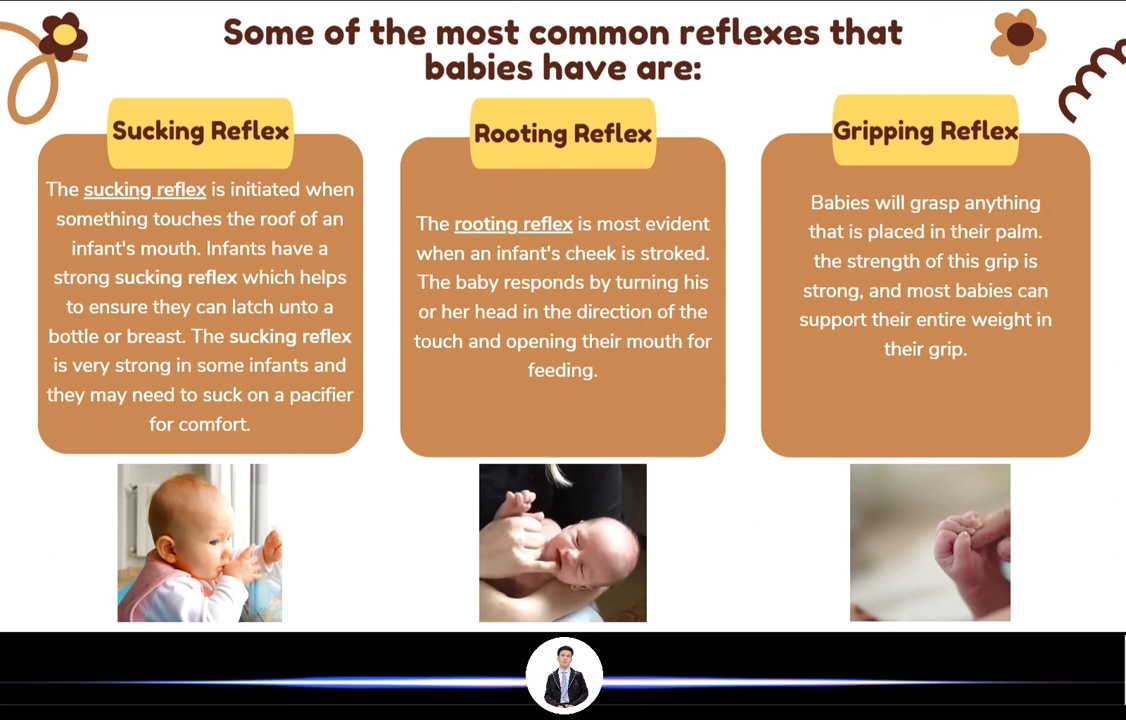 Some of the most common reflexes that
babies have are:
Sucking Reflex
The sucking reflex is initiated when
something touches the roof of an
infant's mouth. Infants have a
strong sucking reflex which helps
to ensure they can latch unto a
bottle or breast. The sucking reflex
is very strong in some infants and
they may need to suck on a pacifier
for comfort.
Rooting Reflex
The rooting reflex is most evident
when an infant's cheek is stroked.
The baby responds by turning his
or her head in the direction of the
touch and opening their mouth for
feeding.
Gripping Reflex
Babies will grasp anything
that is placed in their palm.
the strength of this grip is
strong, and most babies can
support their entire weight in
their grip.